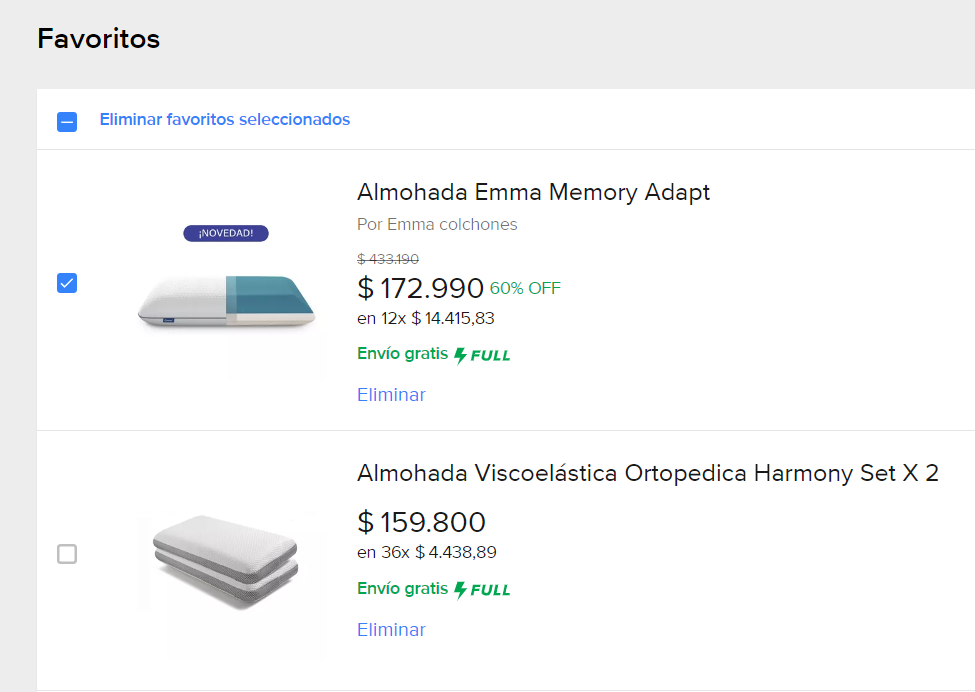 Favoritos
Eliminar favoritos seleccionados
¡NOVEDAD!
Almohada Emma Memory Adapt
Por Emma colchones
$ 433.190
$ 172.990 60% OFF
en 12x $ 14.415,83
Envío gratis FULL
Eliminar
Almohada Viscoelástica Ortopedica Harmony Set X 2
$ 159.800
en 36x $ 4.438,89
Envío gratis FULL
Eliminar